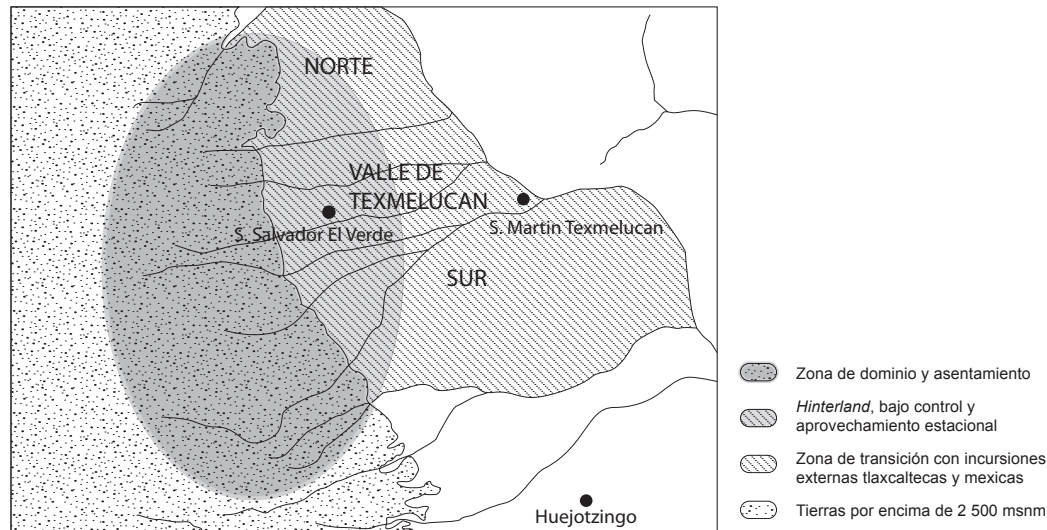 NORTE
VALLE DE
TEXMELUCAN
S. Salvador El Verde
S. Martin Texmelucan
SUR
Huejotzingo
Zona de dominio y asentamiento
Hinterland, bajo control y
aprovechamiento estacional
Zona de transición con incursiones
externas tlaxcaltecas y mexicas
Tierras por encima de 2 500 msnm